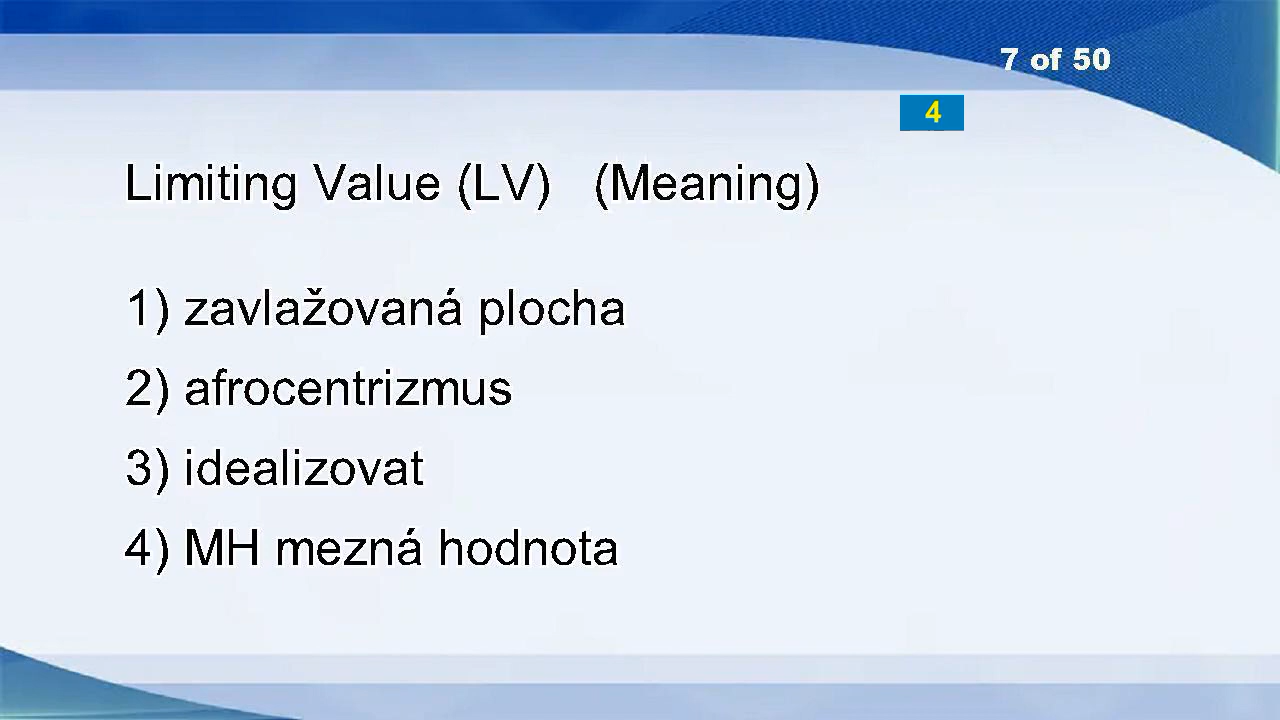 7 of 50
4
Limiting Value (LV) (Meaning)
1) zavlažovaná plocha
2) afrocentrizmus
3) idealizovat
4) MH mezná hodnota